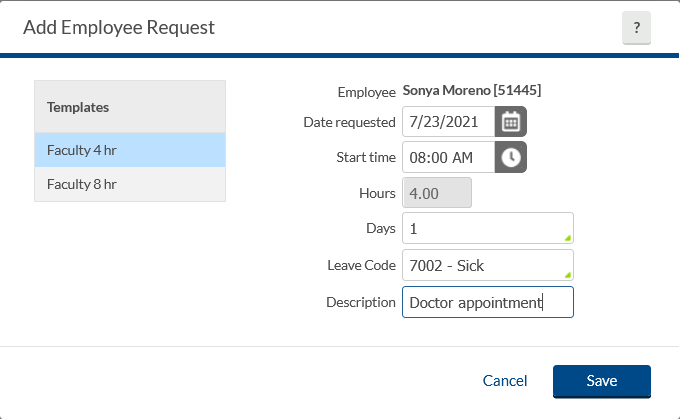 Add Employee Request
?
Templates
Faculty 4 hr
Faculty 8 hr
Employee Sonya Moreno [51445]
Date requested 7/23/2021
Start time 08:00 AM
Hours 4.00
Days 1
Leave Code 7002 - Sick
Description Doctor appointment
Cancel Save